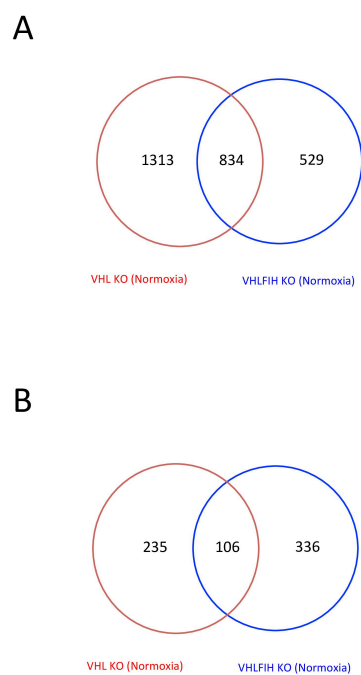 A
1313 834 529
VHL KO (Normoxia) VHLFIH KO (Normoxia)
B
235 106 336
VHL KO (Normoxia) VHLFIH KO (Normoxia)